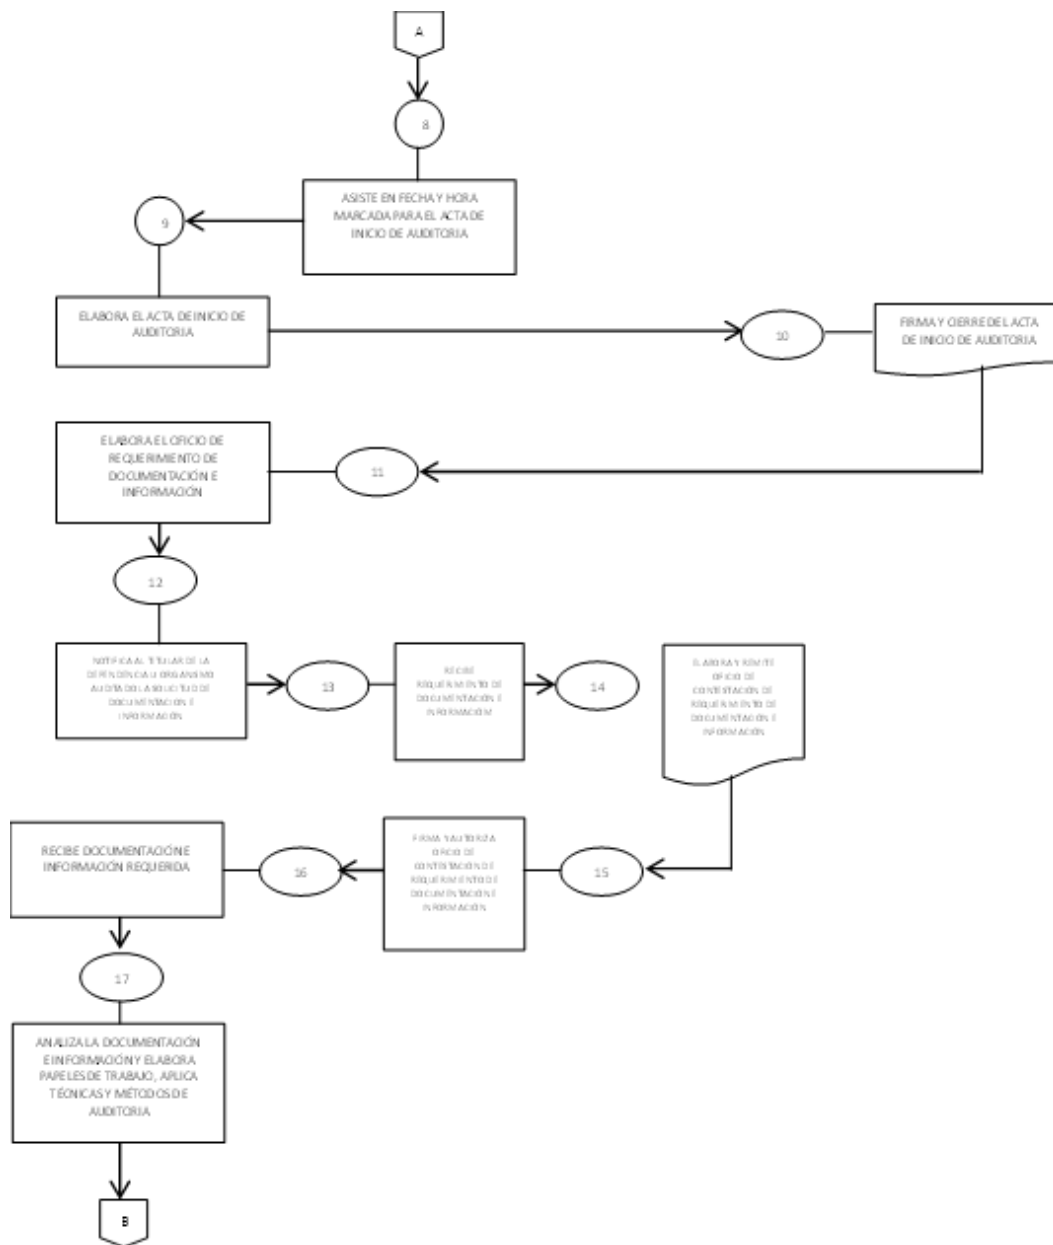 A
8
ASISTE EN FECHA Y HORA
MARCADA PARA EL ACTA DE
INICIO DE AUDITORIA
9
ELABORA EL ACTA DE INICIO DE
AUDITORIA
10
FIRMA Y CIERRE DEL ACTA
DE INICIO DE AUDITORIA
ELABORA EL OFICIO DE
REQUERIMIENTO DE
DOCUMENTACIÓN E
INFORMACIÓN
11
12
NOTIFICA AL TITULAR DE LA
DEPENDENCIA U ORGANISMO
AUDITADO LA SOLICITUD DE
DOCUMENTACIÓN E
INFORMACIÓN
13
RECIBE
REQUERIMIENTO DE
DOCUMENTACIÓN E
INFORMACIÓN
14
ELABORA Y REMITE
OFICIO DE
CONTESTACIÓN DE
REQUERIMIENTO DE
DOCUMENTACIÓN E
INFORMACIÓN
RECIBE DOCUMENTACIÓN E
INFORMACIÓN REQUERIDA
16
FIRMA Y AUTORIZA
OFICIO DE
CONTESTACIÓN DE
REQUERIMIENTO DE
DOCUMENTACIÓN E
INFORMACIÓN
15
17
ANALIZA LA DOCUMENTACIÓN
E INFORMACIÓN Y ELABORA
PAPELES DE TRABAJO, APLICA
TÉCNICAS Y MÉTODOS DE
AUDITORIA
B